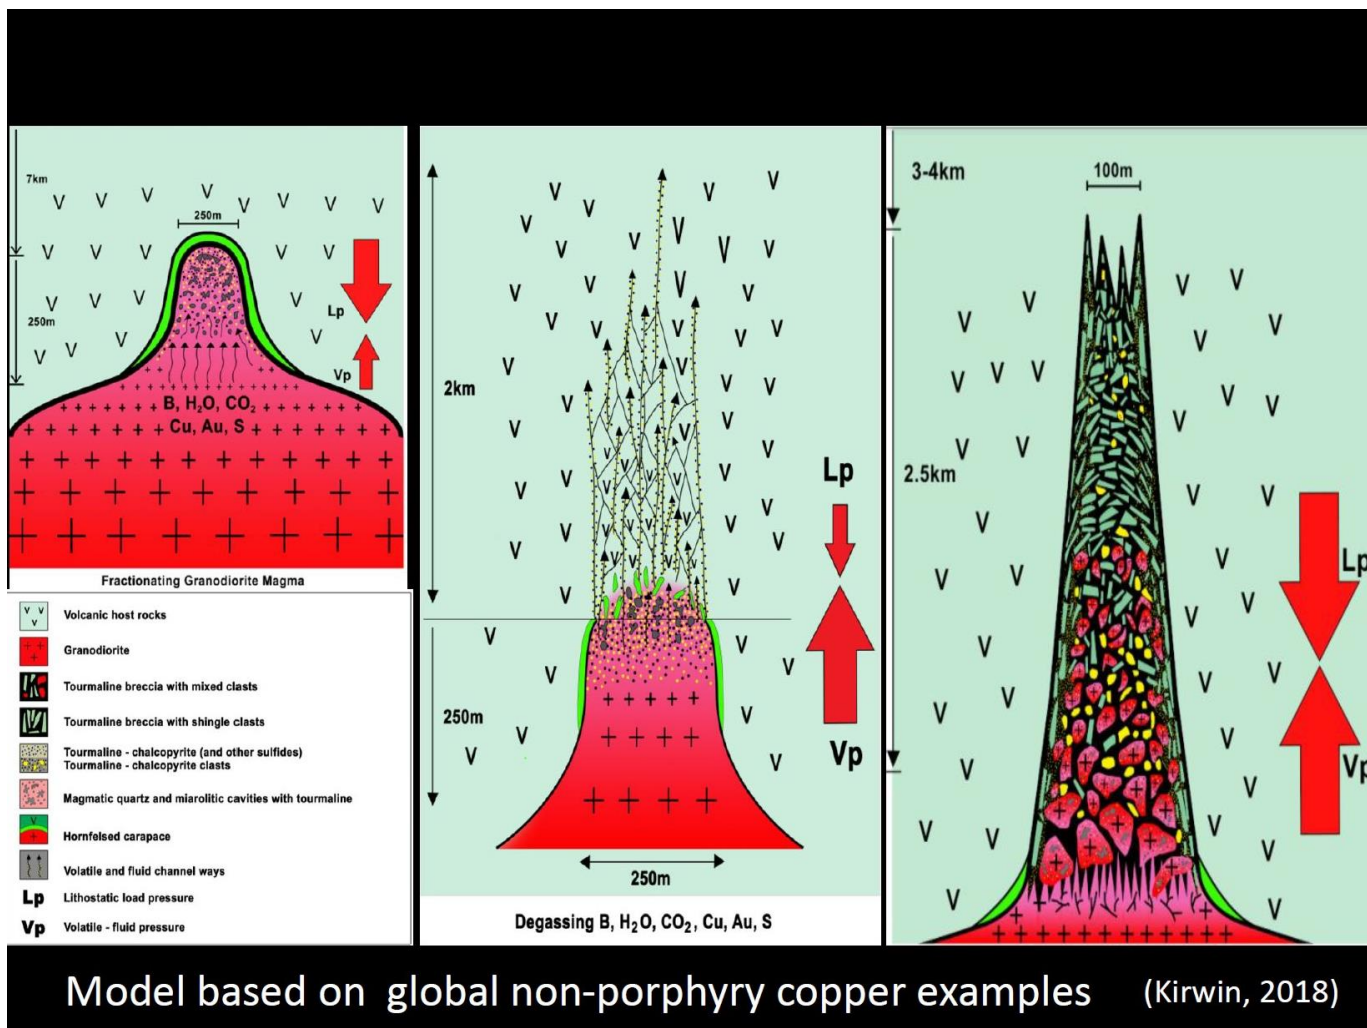 7km
250m
250m
Lp
Vp
B, H₂O, CO₂
Cu, Au, S
Fractionating Granodiorite Magma
Volcanic host rocks
Granodiorite
Tourmaline breccia with mixed clasts
Tourmaline breccia with shingle clasts
Tourmaline - chalcopyrite (and other sulfides)
Tourmaline - chalcopyrite clasts
Magmatic quartz and miarolitic cavities with tourmaline
Hornfelsed carapace
Volatile and fluid channel ways
Lp Lithostatic load pressure
Vp Volatile - fluid pressure
2km
Lp
250m
Vp
250m
Degassing B, H₂O, CO₂, Cu, Au, S
3-4km
100m
2.5km
Lp
Vp
Model based on global non-porphyry copper examples (Kirwin, 2018)